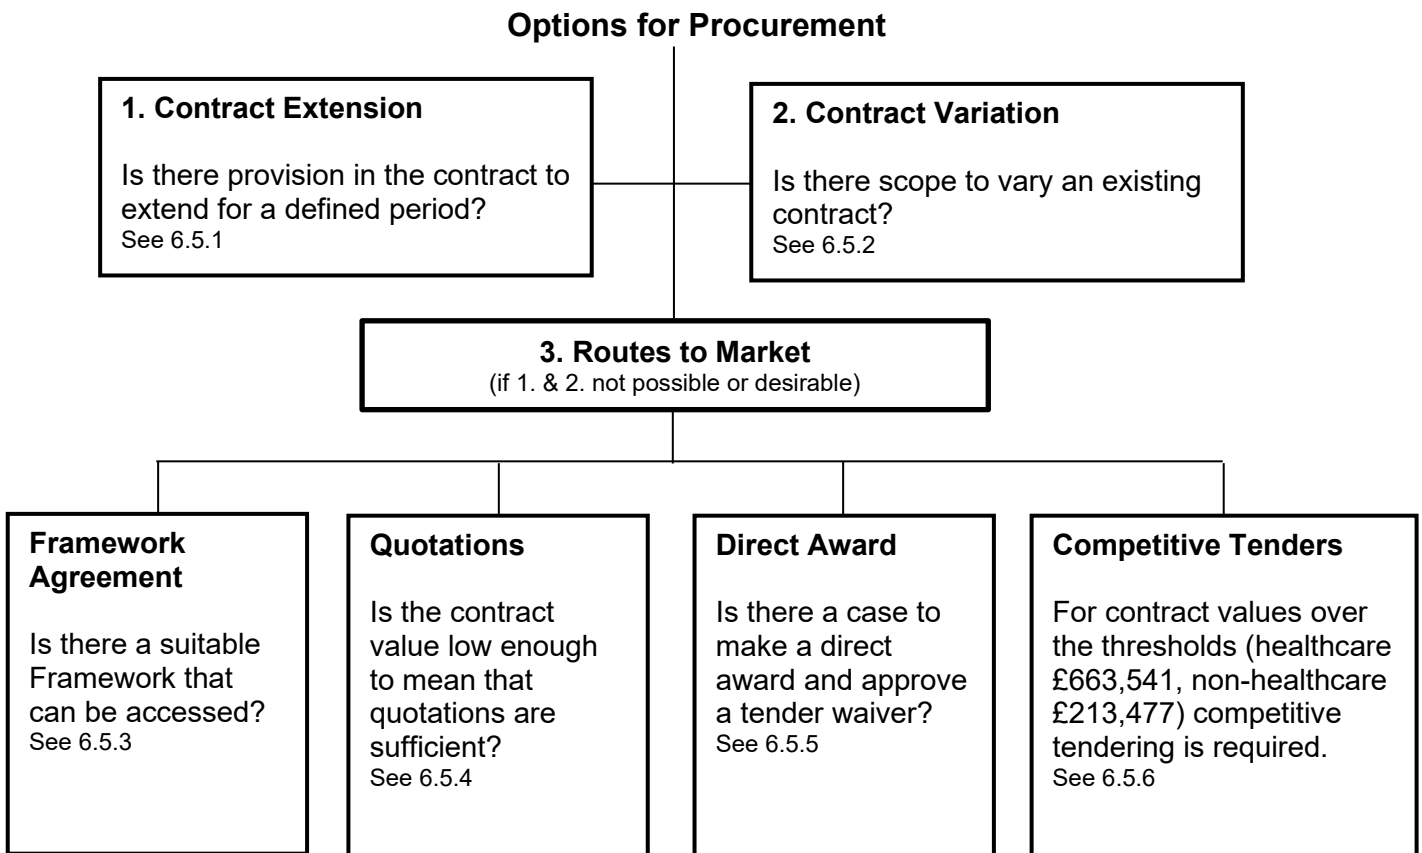 Options for Procurement
1. Contract Extension
Is there provision in the contract to
extend for a defined period?
See 6.5.1
2. Contract Variation
Is there scope to vary an existing
contract?
See 6.5.2
3. Routes to Market
(if 1. & 2. not possible or desirable)
Framework
Agreement
Is there a suitable
Framework that
can be accessed?
See 6.5.3
Quotations
Is the contract
value low enough
to mean that
quotations are
sufficient?
See 6.5.4
Direct Award
Is there a case to
make a direct
award and approve
a tender waiver?
See 6.5.5
Competitive Tenders
For contract values over
the thresholds (healthcare
£663,541, non-healthcare
£213,477) competitive
tendering is required.
See 6.5.6